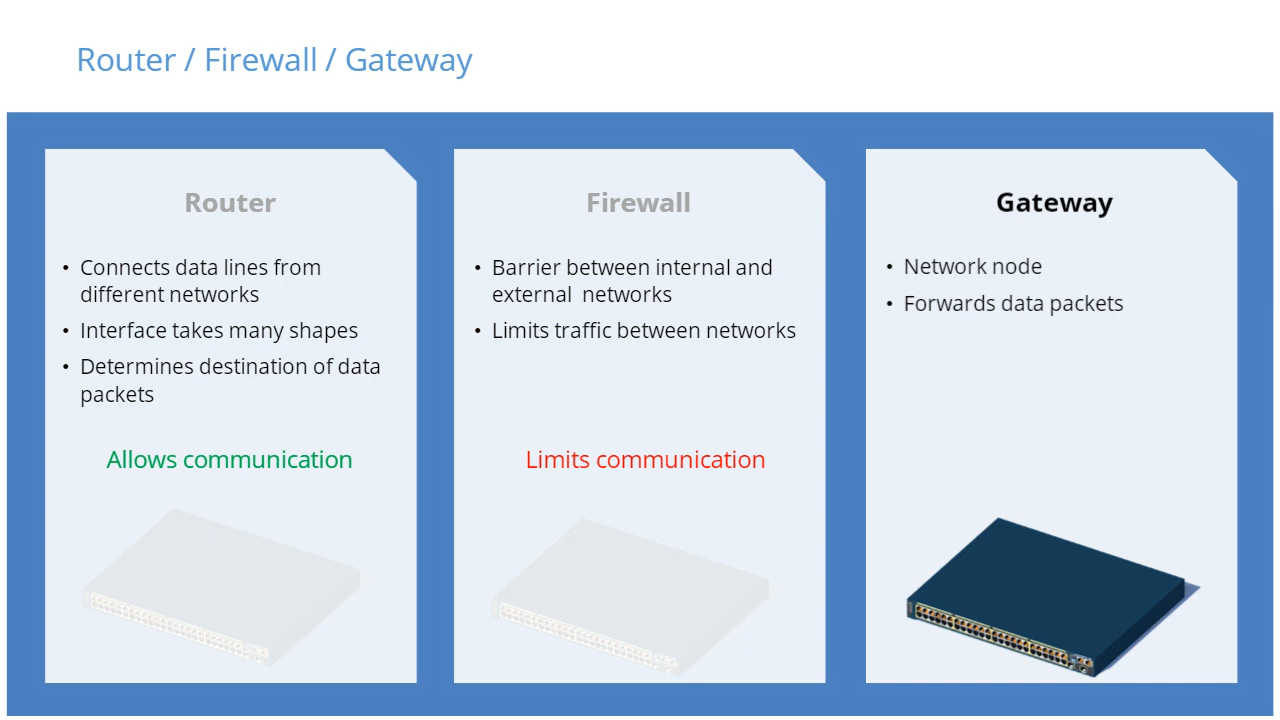 Router / Firewall / Gateway
Router
• Connects data lines from
different networks
• Interface takes many shapes
• Determines destination of data
packets
Allows communication
Firewall
• Barrier between internal and
external networks
• Limits traffic between networks
Limits communication
Gateway
• Network node
• Forwards data packets